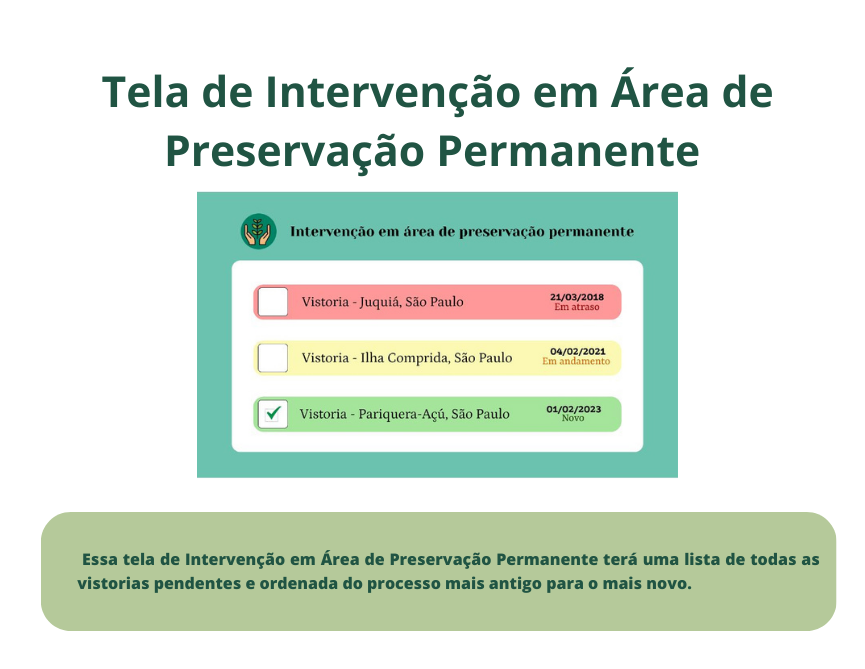 Tela de Intervenção em Área de
Preservação Permanente
Intervenção em área de preservação permanente
Vistoria - Juquiá, São Paulo
21/03/2018
Em atraso
Vistoria - Ilha Comprida, São Paulo
04/02/2021
Em andamento
Vistoria - Pariquera-Açú, São Paulo
01/02/2023
Novo
Essa tela de Intervenção em Área de Preservação Permanente terá uma lista de todas as
vistorias pendentes e ordenada do processo mais antigo para o mais novo.